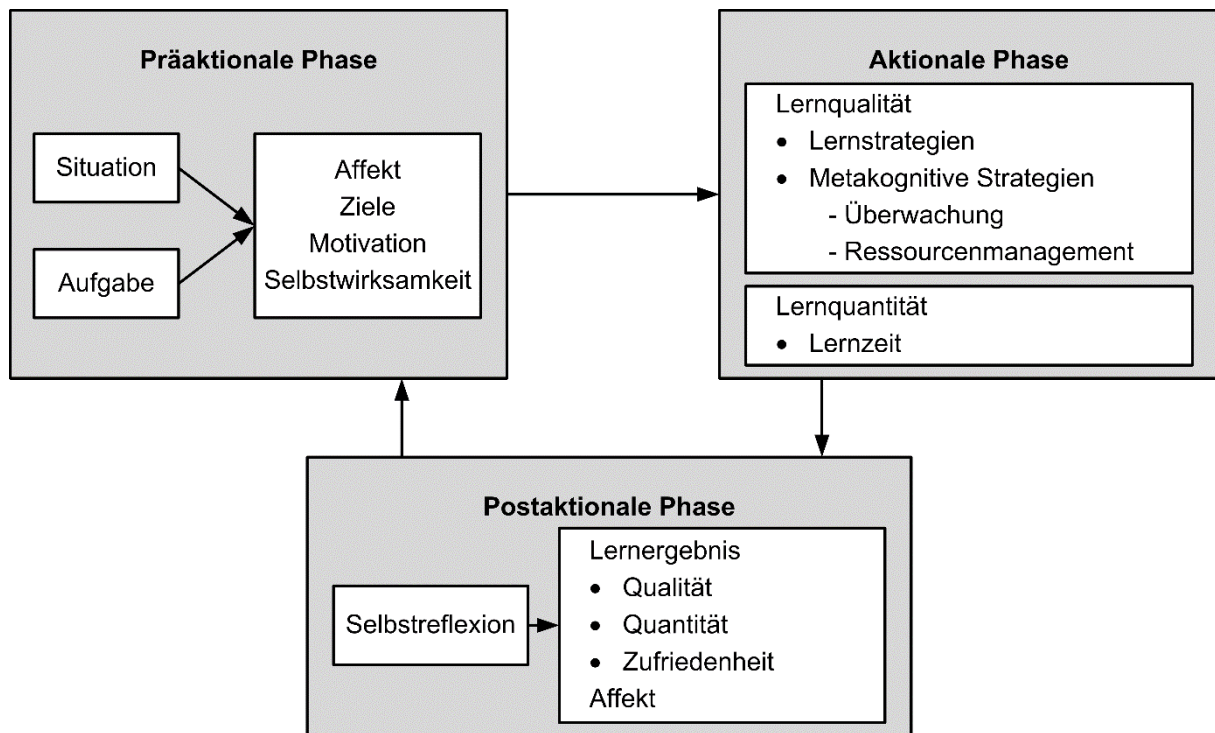 Präaktionale Phase
Situation
Aufgabe
Affekt
Ziele
Motivation
Selbstwirksamkeit
Aktionale Phase
Lernqualität
• Lernstrategien
• Metakognitive Strategien
- Überwachung
- Ressourcenmanagement
Lernquantität
• Lernzeit
Postaktionale Phase
Selbstreflexion
Lernergebnis
• Qualität
• Quantität
• Zufriedenheit
Affekt